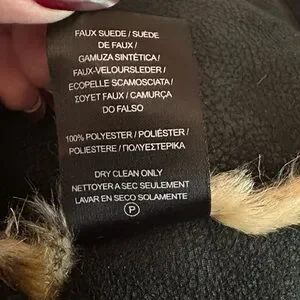 FAUX SUEDE / SUÈDE
DE FAUX /
GAMUZA SINTÉTICA /
FAUX-VELOURSLEDER /
ECOPELLE SCAMOSCIATA /
ΣΟΥΕΤ FAUX / CAMURÇA
DO FALSO
100% POLYESTER / POLIÉSTER /
POLIESTERE / ΠΟΛΥΕΣΤΕΡΙΚΑ
DRY CLEAN ONLY
NETTOYER A SEC SEULEMENT
LAVAR EN SECO SOLAMENTE
P